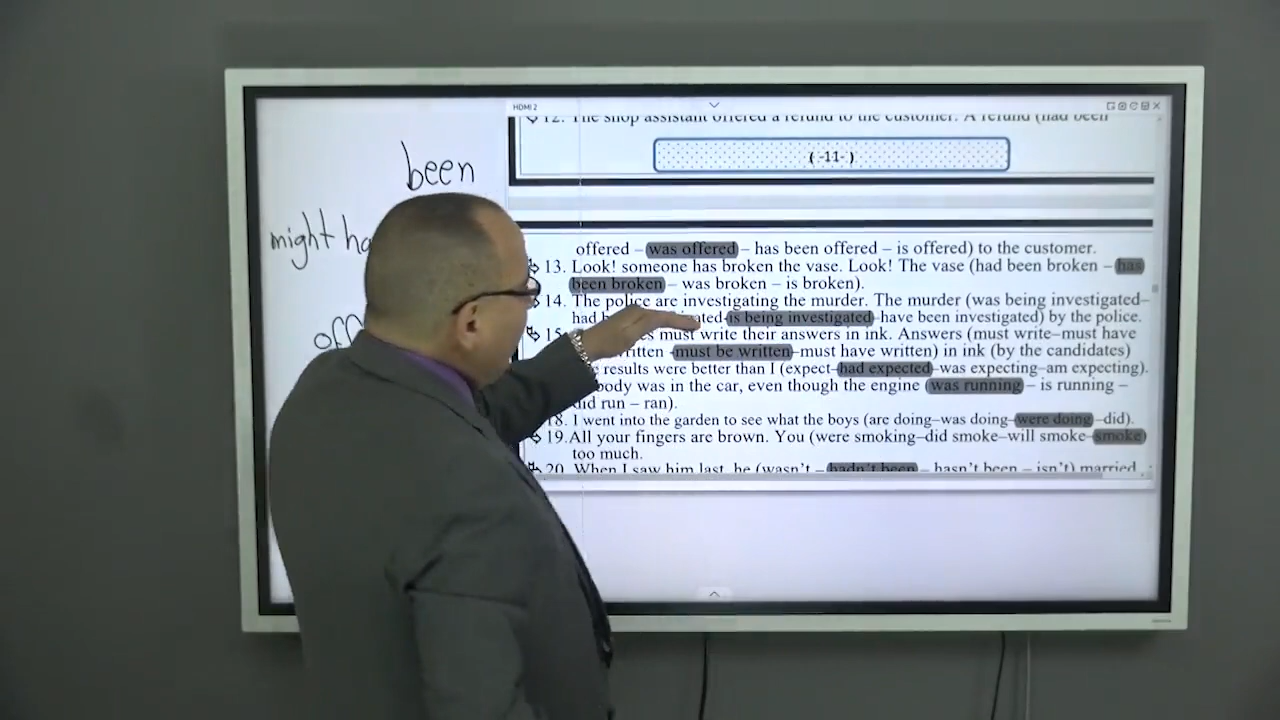 HDMI 2
12. The shop assistant offered a refund to the customer. A refund (had been
( -11- )
been
might ha
off
offered – was offered – has been offered – is offered) to the customer.
13. Look! someone has broken the vase. Look! The vase (had been broken – has
been broken – was broken – is broken).
14. The police are investigating the murder. The murder (was being investigated–
had is being investigated–have been investigated) by the police.
must write their answers in ink. Answers (must write–must have
written –must be written–must have written) in ink (by the candidates)
results were better than I (expect–had expected–was expecting–am expecting).
body was in the car, even though the engine (was running – is running –
did run – ran).
18. I went into the garden to see what the boys (are doing–was doing–were doing–did).
19.All your fingers are brown. You (were smoking–did smoke–will smoke–smoke)
too much.
20. When I saw him last, he (wasn't – hadn't been – hasn't been – isn't) married